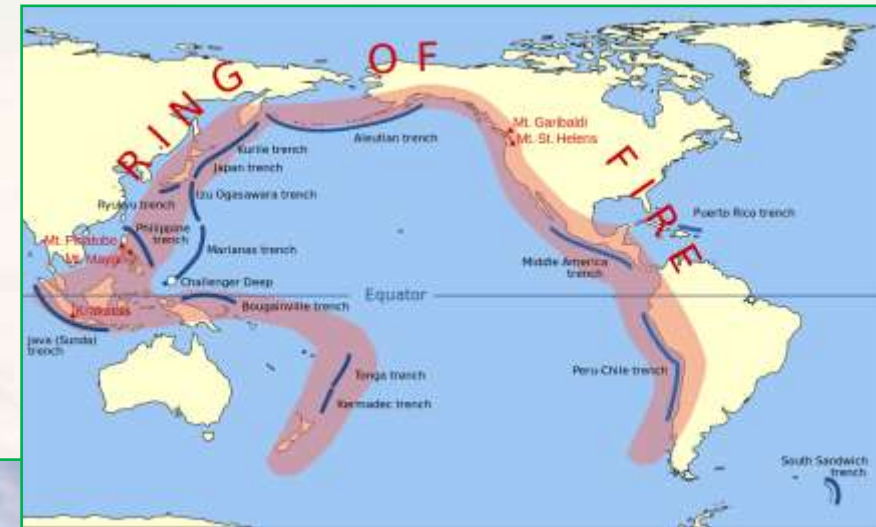 RING OF FIRE
Mt. Garibaldi
Mt. St. Helens
Aleutian trench
Kurile trench
Japan trench
Izu Ogasawara trench
Ryukyu trench
Puerto Rico trench
Philippine
trench
Mt. Pinatubo
Mt. Mayon
Marianas trench
Middle America
trench
Challenger Deep
Equator
Krakatoa
Bougainville trench
Java (Sunda)
trench
Tonga trench
Kermadec trench
Peru-Chile trench
South Sandwich
trench